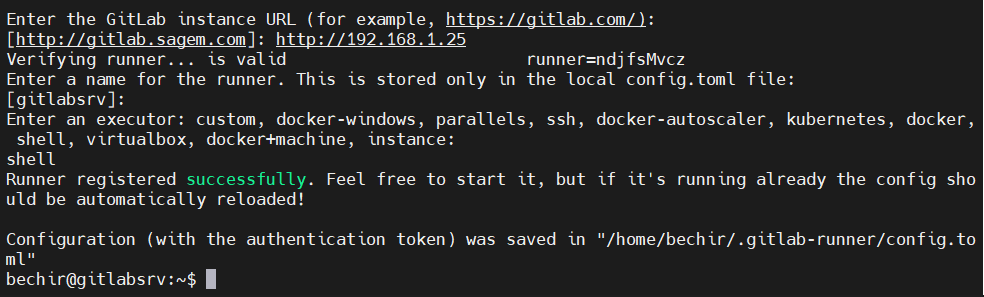 Enter the GitLab instance URL (for example, https://gitlab.com/):
[http://gitlab.sagem.com]: http://192.168.1.25
Verifying runner... is valid                        runner=ndjfsMvcz
Enter a name for the runner. This is stored only in the local config.toml file:
[gitlabsrv]:
Enter an executor: custom, docker-windows, parallels, ssh, docker-autoscaler, kubernetes, docker,
 shell, virtualbox, docker+machine, instance:
shell
Runner registered successfully. Feel free to start it, but if it's running already the config sho
uld be automatically reloaded!

Configuration (with the authentication token) was saved in "/home/bechir/.gitlab-runner/config.to
ml"
bechir@gitlabsrv:~$